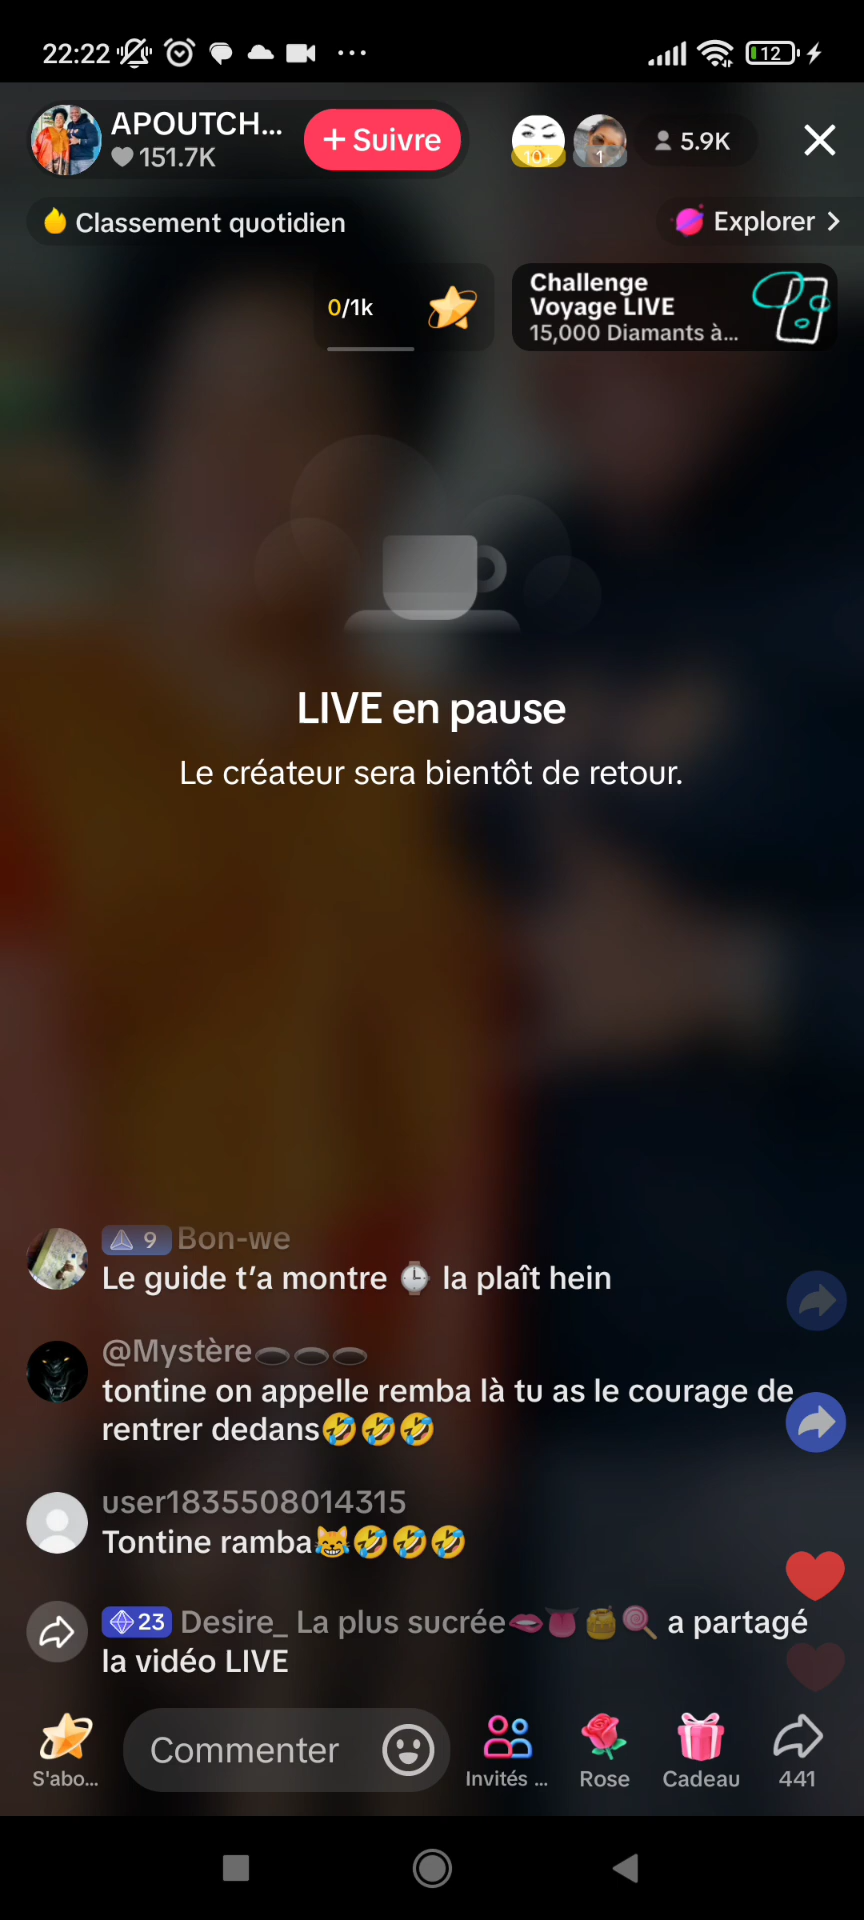 22:22
12
APOUTCH...
151.7K
+ Suivre
10+
1
5.9K
Classement quotidien
Explorer
0/1k
Challenge
Voyage LIVE
15,000 Diamants à...
LIVE en pause
Le créateur sera bientôt de retour.
9 Bon-we
Le guide t’a montre ⌚ la plaît hein
@Mystère🕳️🕳️🕳️
tontine on appelle remba là tu as le courage de
rentrer dedans🤣🤣🤣
user1835508014315
Tontine ramba😹🤣🤣🤣
23 Desire_ La plus sucrée👄👅🍯🍭 a partagé
la vidéo LIVE
S'abo...
Commenter
Invités ...
Rose
Cadeau
441